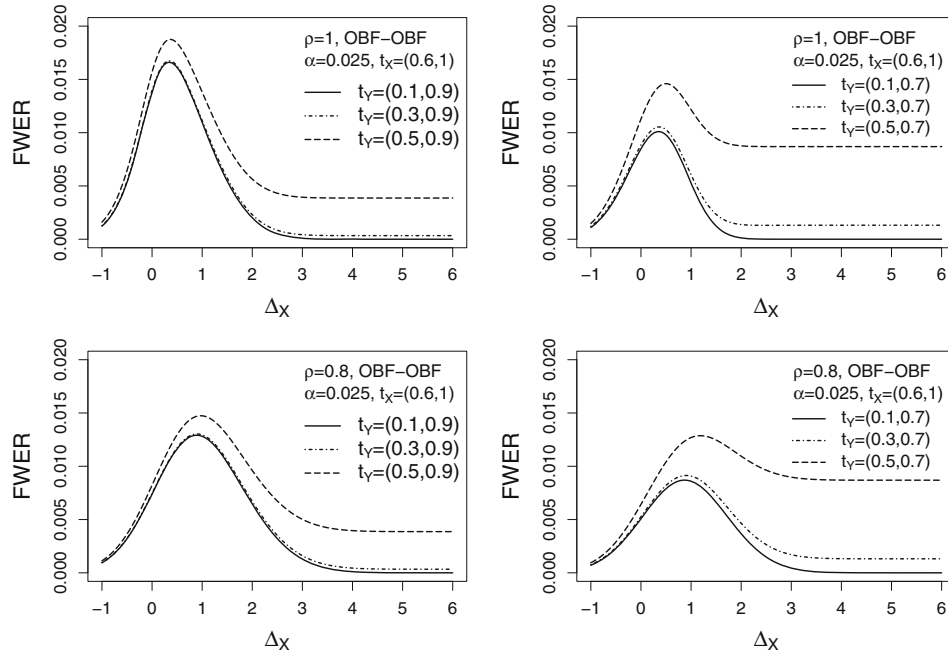 ρ=1, OBF−OBF
α=0.025, tX=(0.6,1)
tY=(0.1,0.9)
tY=(0.3,0.9)
tY=(0.5,0.9)
FWER
0.020
0.015
0.010
0.005
0.000
−1 0 1 2 3 4 5 6
ΔX
ρ=1, OBF−OBF
α=0.025, tX=(0.6,1)
tY=(0.1,0.7)
tY=(0.3,0.7)
tY=(0.5,0.7)
FWER
0.020
0.015
0.010
0.005
0.000
−1 0 1 2 3 4 5 6
ΔX
ρ=0.8, OBF−OBF
α=0.025, tX=(0.6,1)
tY=(0.1,0.9)
tY=(0.3,0.9)
tY=(0.5,0.9)
FWER
0.020
0.015
0.010
0.005
0.000
−1 0 1 2 3 4 5 6
ΔX
ρ=0.8, OBF−OBF
α=0.025, tX=(0.6,1)
tY=(0.1,0.7)
tY=(0.3,0.7)
tY=(0.5,0.7)
FWER
0.020
0.015
0.010
0.005
0.000
−1 0 1 2 3 4 5 6
ΔX